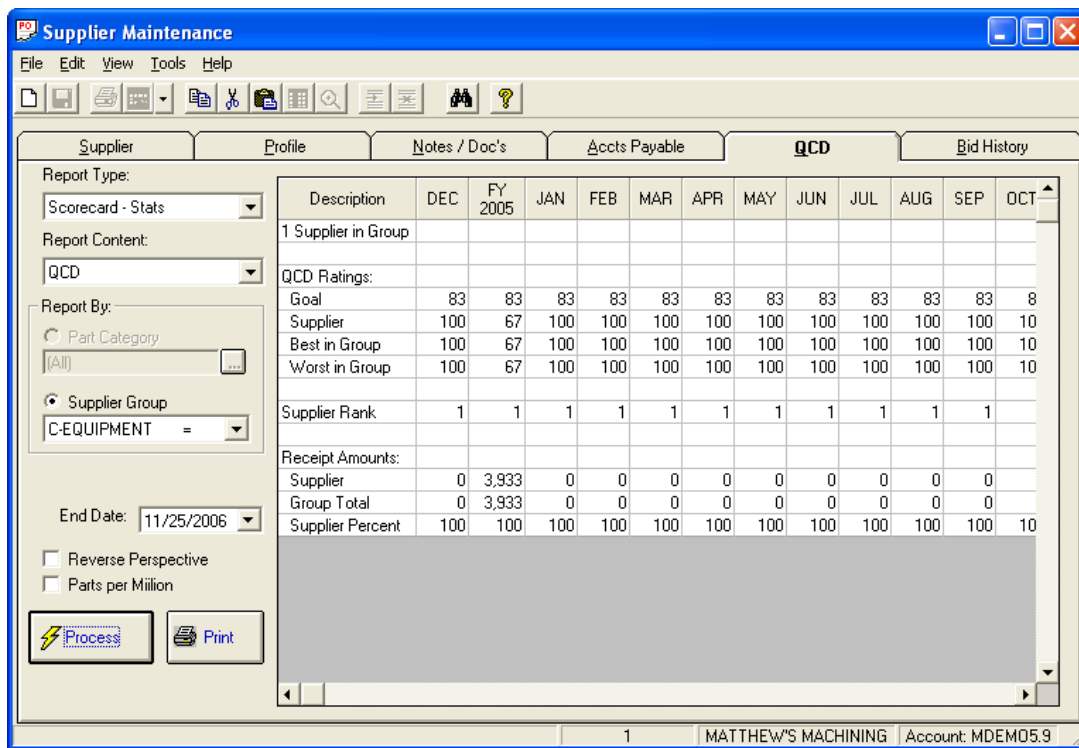 PO Supplier Maintenance
File Edit View Tools Help
Supplier Profile Notes / Doc's Accts Payable QCD Bid History
Report Type:
Scorecard - Stats
Report Content:
QCD
Report By:
Part Category
(All) ...
Supplier Group
C-EQUIPMENT =
End Date: 11/25/2006
Reverse Perspective
Parts per Miilion
Process Print
Description DEC FY 2005 JAN FEB MAR APR MAY JUN JUL AUG SEP OCT
1 Supplier in Group
QCD Ratings:
Goal 83 83 83 83 83 83 83 83 83 83 83 8
Supplier 100 67 100 100 100 100 100 100 100 100 100 10
Best in Group 100 67 100 100 100 100 100 100 100 100 100 10
Worst in Group 100 67 100 100 100 100 100 100 100 100 100 10
Supplier Rank 1 1 1 1 1 1 1 1 1 1 1
Receipt Amounts:
Supplier 0 3,933 0 0 0 0 0 0 0 0 0
Group Total 0 3,933 0 0 0 0 0 0 0 0 0
Supplier Percent 100 100 100 100 100 100 100 100 100 100 100 10
1 MATTHEW'S MACHINING Account: MDEMO5.9